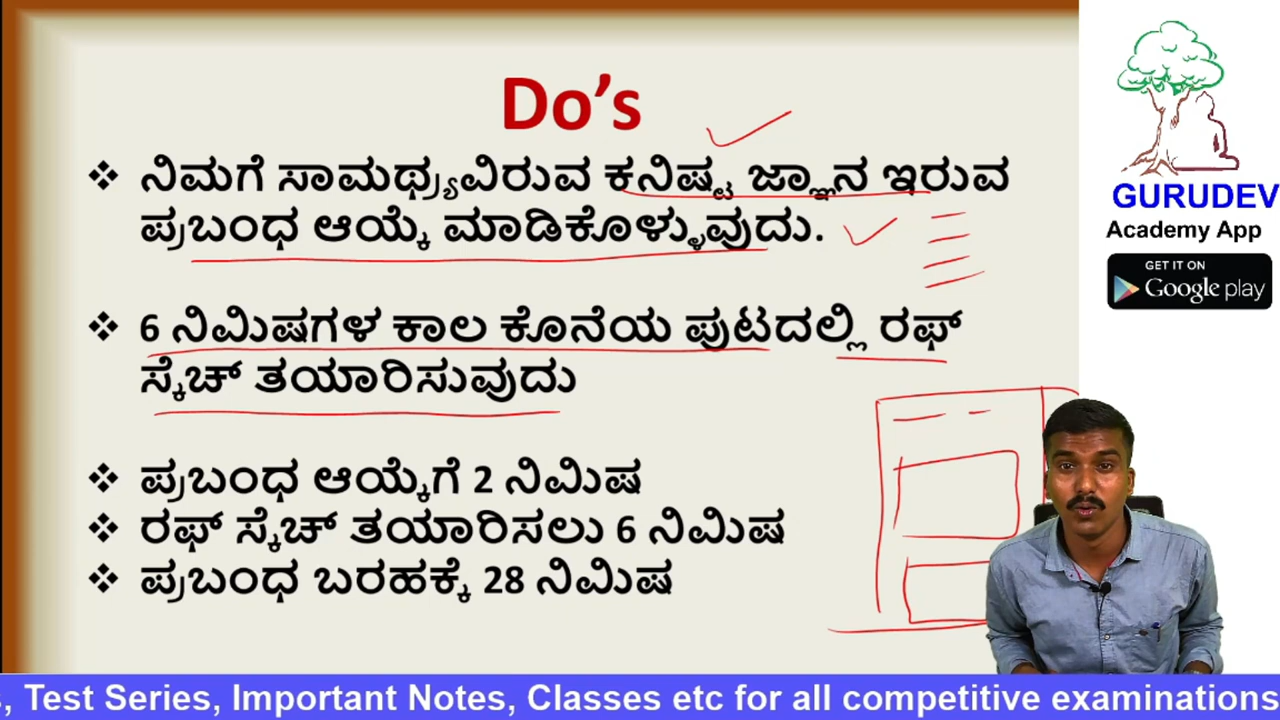 Do's
❖ ನಿಮಗೆ ಸಾಮರ್ಥ್ಯವಿರುವ ಕನಿಷ್ಟ ಜ್ಞಾನ ಇರುವ
ಪ್ರಬಂಧ ಆಯ್ಕೆ ಮಾಡಿಕೊಳ್ಳುವುದು.
❖ 6 ನಿಮಿಷಗಳ ಕಾಲ ಕೊನೆಯ ಪುಟದಲ್ಲಿ ರಫ್
ಸ್ಕೆಚ್ ತಯಾರಿಸುವುದು
❖ ಪ್ರಬಂಧ ಆಯ್ಕೆಗೆ 2 ನಿಮಿಷ
❖ ರಫ್ ಸ್ಕೆಚ್ ತಯಾರಿಸಲು 6 ನಿಮಿಷ
❖ ಪ್ರಬಂಧ ಬರಹಕ್ಕೆ 28 ನಿಮಿಷ
GURUDEV
Academy App
GET IT ON
Google play
, Test Series, Important Notes, Classes etc for all competitive examinations